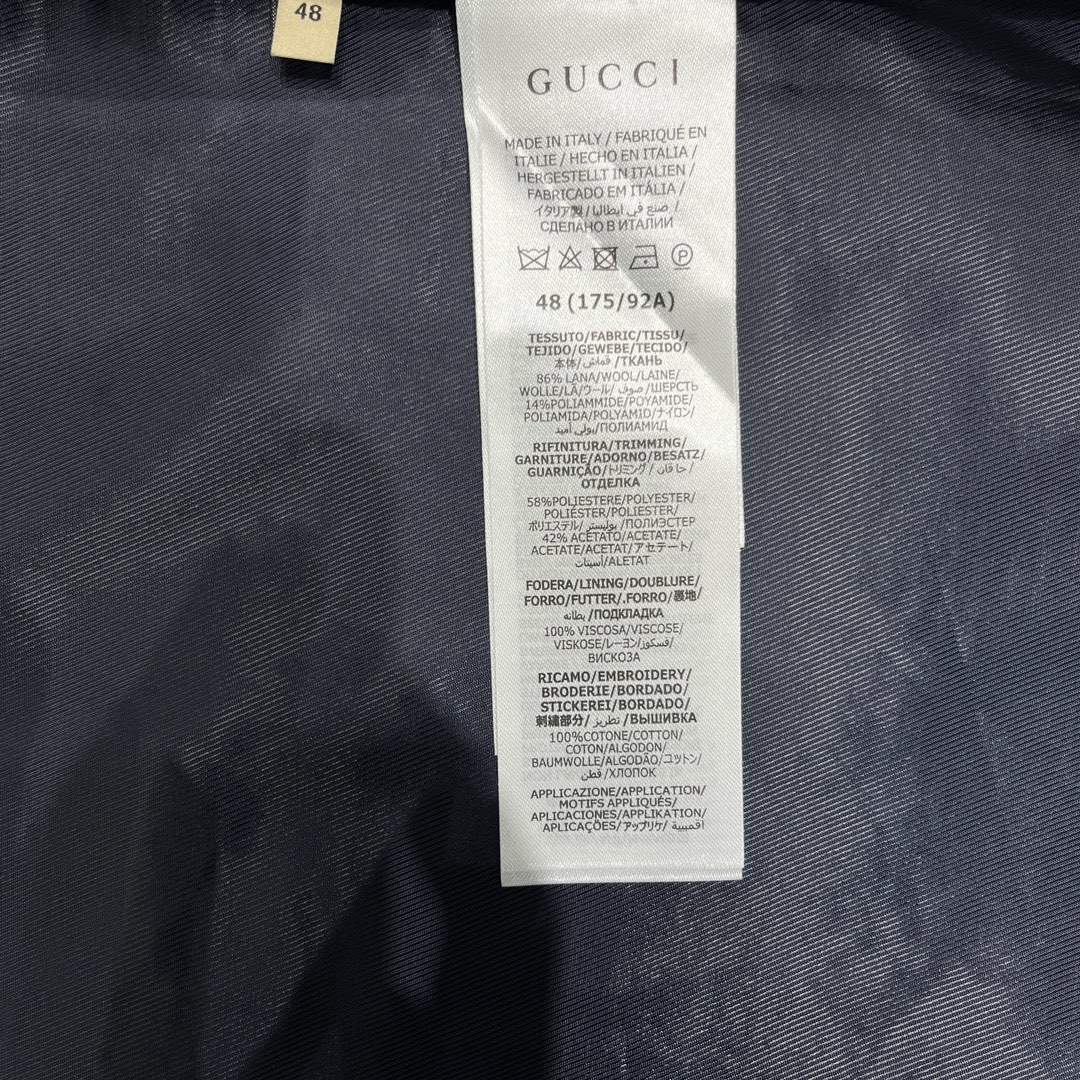 48
GUCCI
MADE IN ITALY / FABRIQUÉ EN
ITALIE / HECHO EN ITALIA /
HERGESTELLT IN ITALIEN /
FABRICADO EM ITÁLIA /
イタリア製 / صنع في ايطاليا /
СДЕЛАНО В ИТАЛИИ
P
48 (175/92A)
TESSUTO/FABRIC/TISSU/
TEJIDO/GEWEBE/TECIDO/
本体/ قماش /ТКАНЬ
86% LANA/WOOL/LAINE/
WOLLE/LÃ/ウール/ صوف /ШЕРСТЬ
14%POLIAMMIDE/POYAMIDE/
POLIAMIDA/POLYAMID/ナイロン/
بولي أميد/ПОЛИАМИД
RIFINITURA/TRIMMING/
GARNITURE/ADORNO/BESATZ/
GUARNIÇÃO/トリミング / حا فان /
ОТДЕЛКА
58%POLIESTERE/POLYESTER/
POLIÉSTER/POLIESTER/
ポリエステル/ بوليستر /ПОЛИЭСТЕР
42% ACETATO/ACETATE/
ACETATE/ACETAT/アセテート/
أسيتات/ALETAT
FODERA/LINING/DOUBLURE/
FORRO/FUTTER/.FORRO/裏地/
بطانه /ПОДКЛАДКА
100% VISCOSA/VISCOSE/
VISKOSE/レーヨン/فسكوز/
ВИСКОЗА
RICAMO/EMBROIDERY/
BRODERIE/BORDADO/
STICKEREI/BORDADO/
刺繍部分/ تطريز /ВЫШИВКА
100%COTONE/COTTON/
COTON/ALGODON/
BAUMWOLLE/ALGODÃO/コットン/
قطن /ХЛОПОК
APPLICAZIONE/APPLICATION/
MOTIFS APPLIQUÉS/
APLICACIONES/APPLIKATION/
APLICAÇÕES/アップリケ/